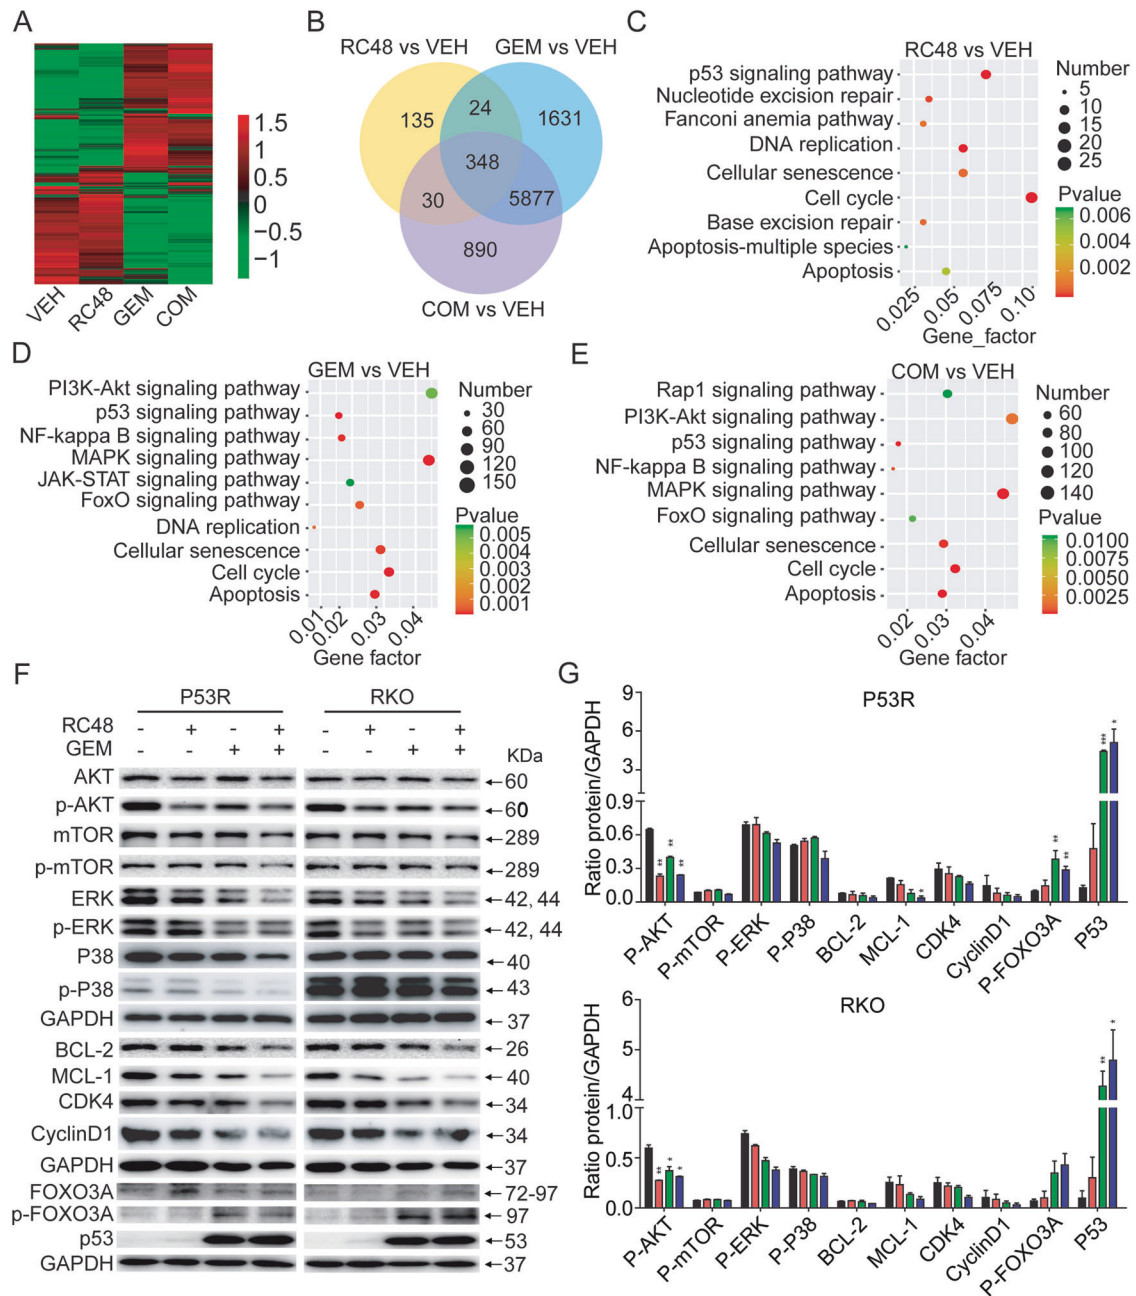 A
1.5
1
0.5
0
−0.5
−1
VEH
RC48
GEM
COM
B
RC48 vs VEH
GEM vs VEH
135
24
1631
348
30
5877
890
COM vs VEH
C
RC48 vs VEH
p53 signaling pathway
Nucleotide excision repair
Fanconi anemia pathway
DNA replication
Cellular senescence
Cell cycle
Base excision repair
Apoptosis-multiple species
Apoptosis
0.025
0.05
0.075
0.10
Gene_factor
Number
5
10
15
20
25
Pvalue
0.006
0.004
0.002
D
GEM vs VEH
PI3K-Akt signaling pathway
p53 signaling pathway
NF-kappa B signaling pathway
MAPK signaling pathway
JAK-STAT signaling pathway
FoxO signaling pathway
DNA replication
Cellular senescence
Cell cycle
Apoptosis
0.01
0.02
0.03
0.04
Gene factor
Number
30
60
90
120
150
Pvalue
0.005
0.004
0.003
0.002
0.001
E
COM vs VEH
Rap1 signaling pathway
PI3K-Akt signaling pathway
p53 signaling pathway
NF-kappa B signaling pathway
MAPK signaling pathway
FoxO signaling pathway
Cellular senescence
Cell cycle
Apoptosis
0.02
0.03
0.04
Gene factor
Number
60
80
100
120
140
Pvalue
0.0100
0.0075
0.0050
0.0025
F
P53R RKO
RC48 - + - + - + - +
GEM - - + + - - + +
KDa
AKT ←60
p-AKT ←60
mTOR ←289
p-mTOR ←289
ERK ←42, 44
p-ERK ←42, 44
P38 ←40
p-P38 ←43
GAPDH ←37
BCL-2 ←26
MCL-1 ←40
CDK4 ←34
CyclinD1 ←34
GAPDH ←37
FOXO3A ←72-97
p-FOXO3A ←97
p53 ←53
GAPDH ←37
G
P53R
Ratio protein/GAPDH
9
6
3
0.9
0.6
0.3
0.0
** ** ** * ** ** *** *
P-AKT
P-mTOR
P-ERK
P-P38
BCL-2
MCL-1
CDK4
CyclinD1
P-FOXO3A
P53
RKO
Ratio protein/GAPDH
6
5
4
1.0
0.5
0.0
** * * ** *
P-AKT
P-mTOR
P-ERK
P-P38
BCL-2
MCL-1
CDK4
CyclinD1
P-FOXO3A
P53